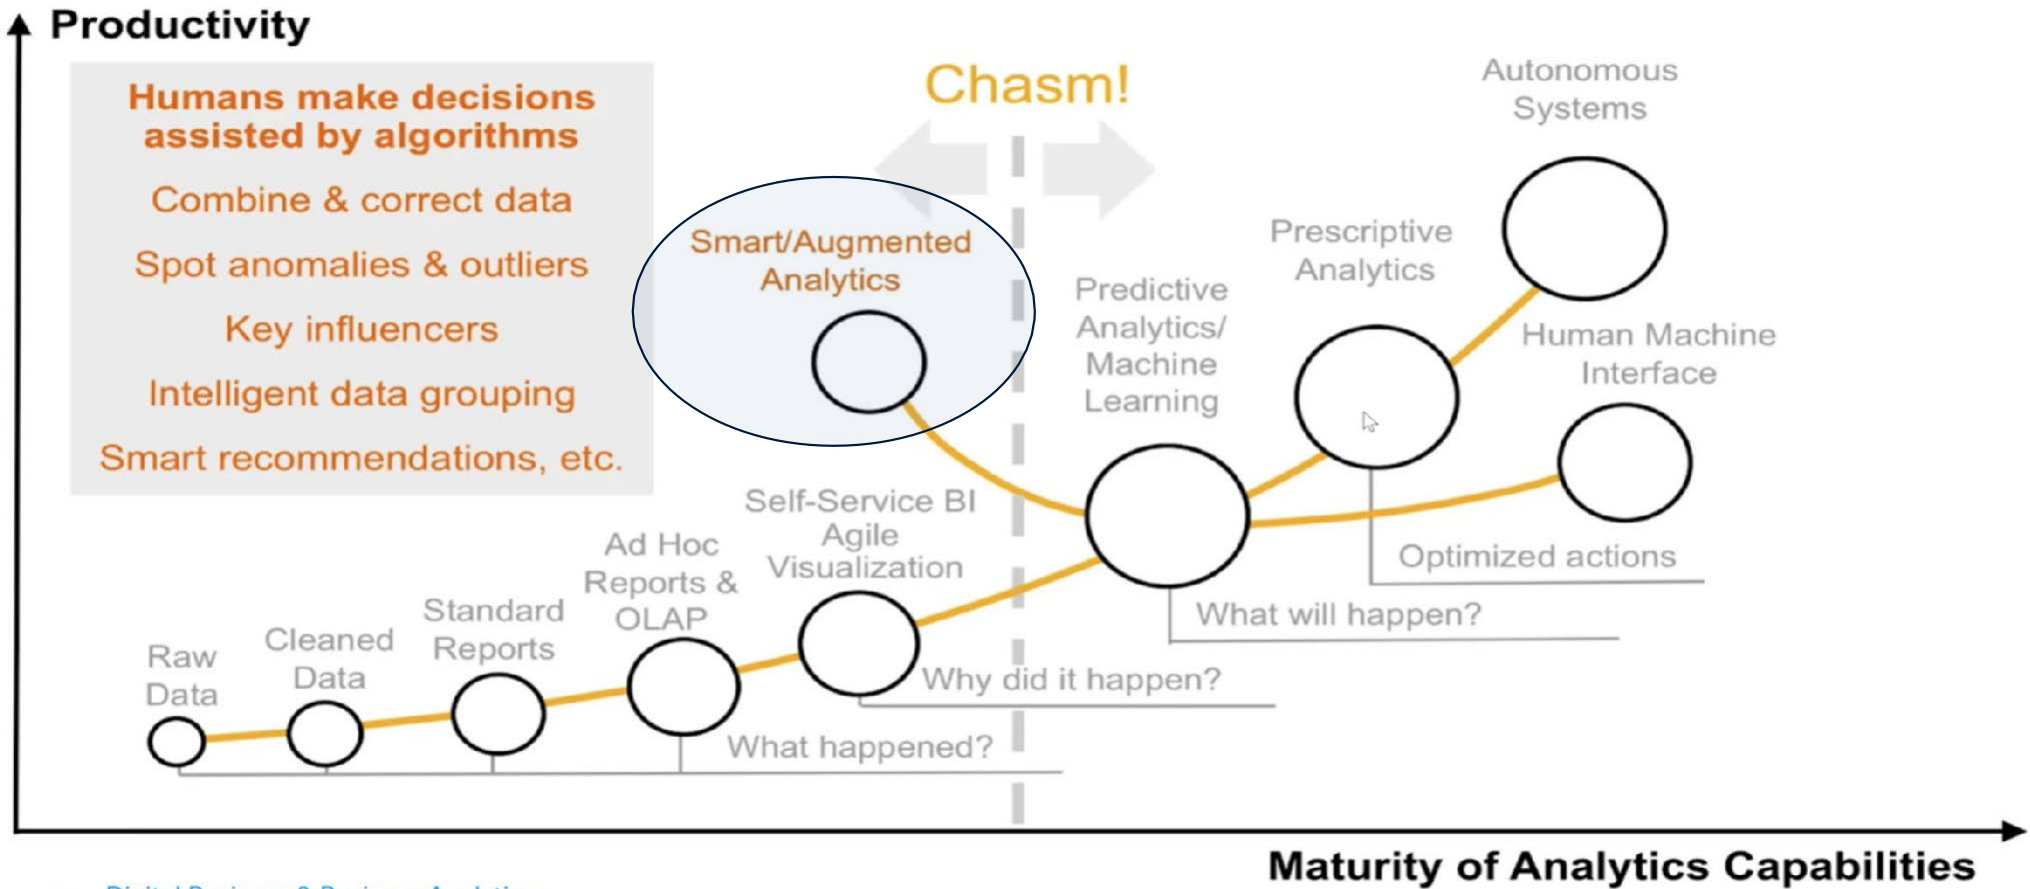 Productivity
Humans make decisions
assisted by algorithms
Combine & correct data
Spot anomalies & outliers
Key influencers
Intelligent data grouping
Smart recommendations, etc.
Chasm!
Smart/Augmented
Analytics
Autonomous
Systems
Prescriptive
Analytics
Predictive
Analytics/
Machine
Learning
Human Machine
Interface
Self-Service BI
Agile
Visualization
Ad Hoc
Reports &
OLAP
Standard
Reports
Cleaned
Data
Raw
Data
Optimized actions
What will happen?
Why did it happen?
What happened?
Maturity of Analytics Capabilities